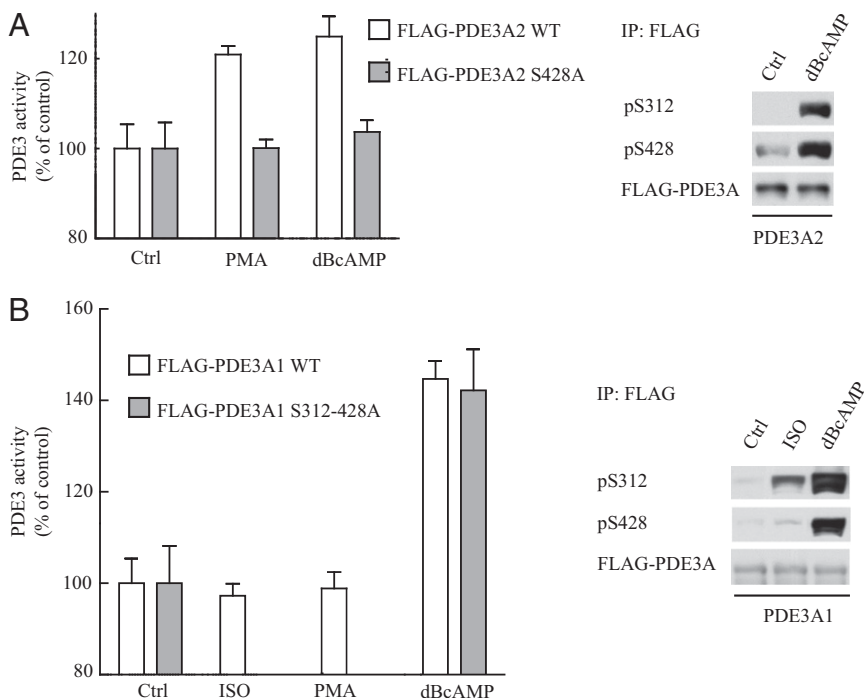 A
120
100
80
PDE3 activity
(% of control)
FLAG-PDE3A2 WT
FLAG-PDE3A2 S428A
Ctrl PMA dBcAMP
IP: FLAG
Ctrl dBcAMP
pS312
pS428
FLAG-PDE3A
PDE3A2
B
160
140
120
100
80
PDE3 activity
(% of control)
FLAG-PDE3A1 WT
FLAG-PDE3A1 S312-428A
Ctrl ISO PMA dBcAMP
IP: FLAG
Ctrl ISO dBcAMP
pS312
pS428
FLAG-PDE3A
PDE3A1